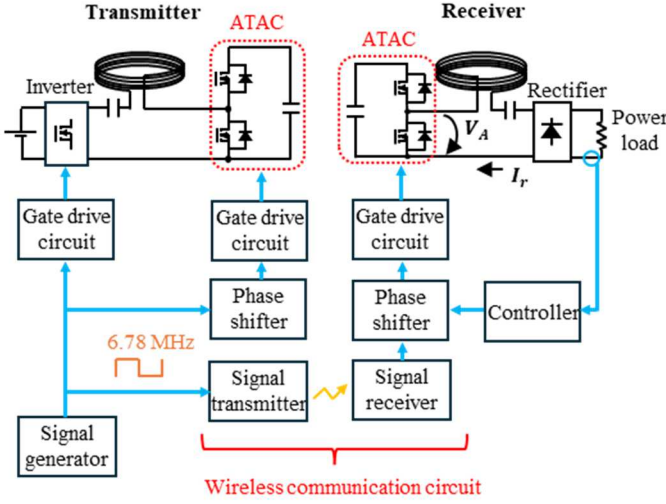 Transmitter
Receiver
ATAC
ATAC
Inverter
Rectifier
Power
load
V_A
I_r
Gate drive
circuit
Gate drive
circuit
Gate drive
circuit
Phase
shifter
Phase
shifter
Controller
6.78 MHz
Signal
transmitter
Signal
receiver
Signal
generator
Wireless communication circuit